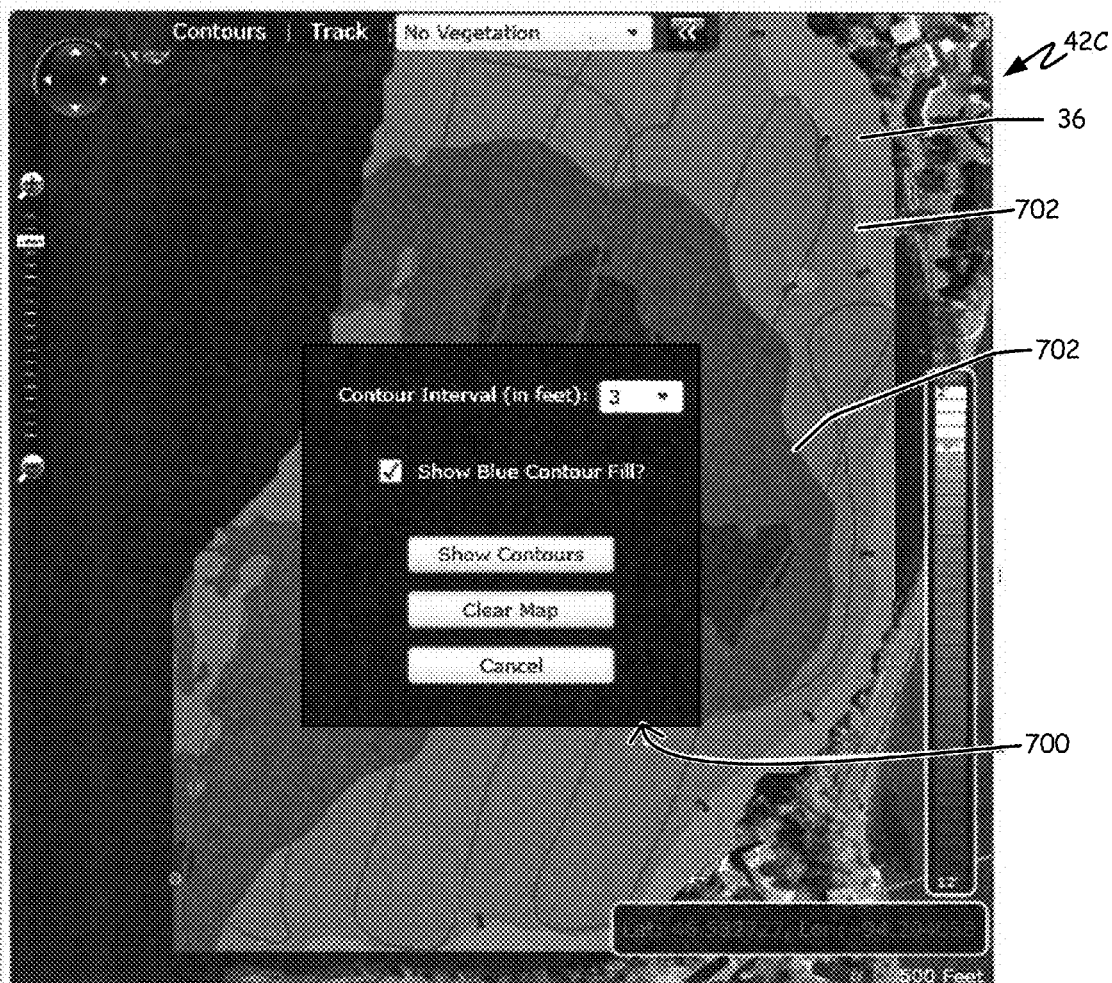 Contours | Track No Vegetation
42C
36
702
702
Contour Interval (in feet): 3
Show Blue Contour Fill?
Show Contours
Clear Map
Cancel
700
500 Feet